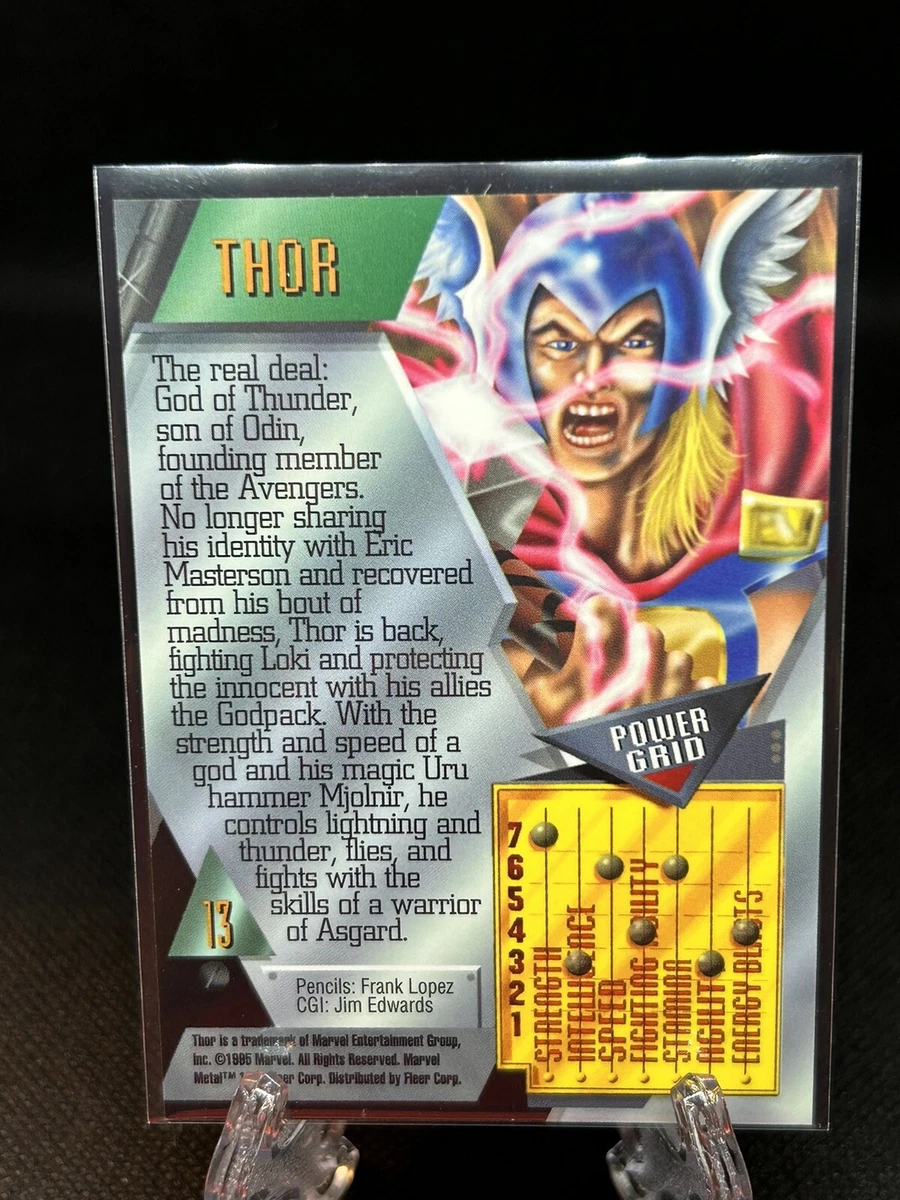 THOR
The real deal:
God of Thunder,
son of Odin,
founding member
of the Avengers.
No longer sharing
his identity with Eric
Masterson and recovered
from his bout of
madness, Thor is back,
fighting Loki and protecting
the innocent with his allies
the Godpack. With the
strength and speed of a
god and his magic Uru
hammer Mjolnir, he
controls lightning and
thunder, flies, and
fights with the
skills of a warrior
of Asgard.
13
Pencils: Frank Lopez
CGI: Jim Edwards
Thor is a trademark of Marvel Entertainment Group,
Inc. ©1995 Marvel. All Rights Reserved. Marvel
Metal™ Corp. Distributed by Fleer Corp.
POWER
GRID
7
6
5
4
3
2
1
STRENGTH
INTELLIGENCE
SPEED
FIGHTING ABILITY
STAMINA
AGILITY
ENERGY BLASTS